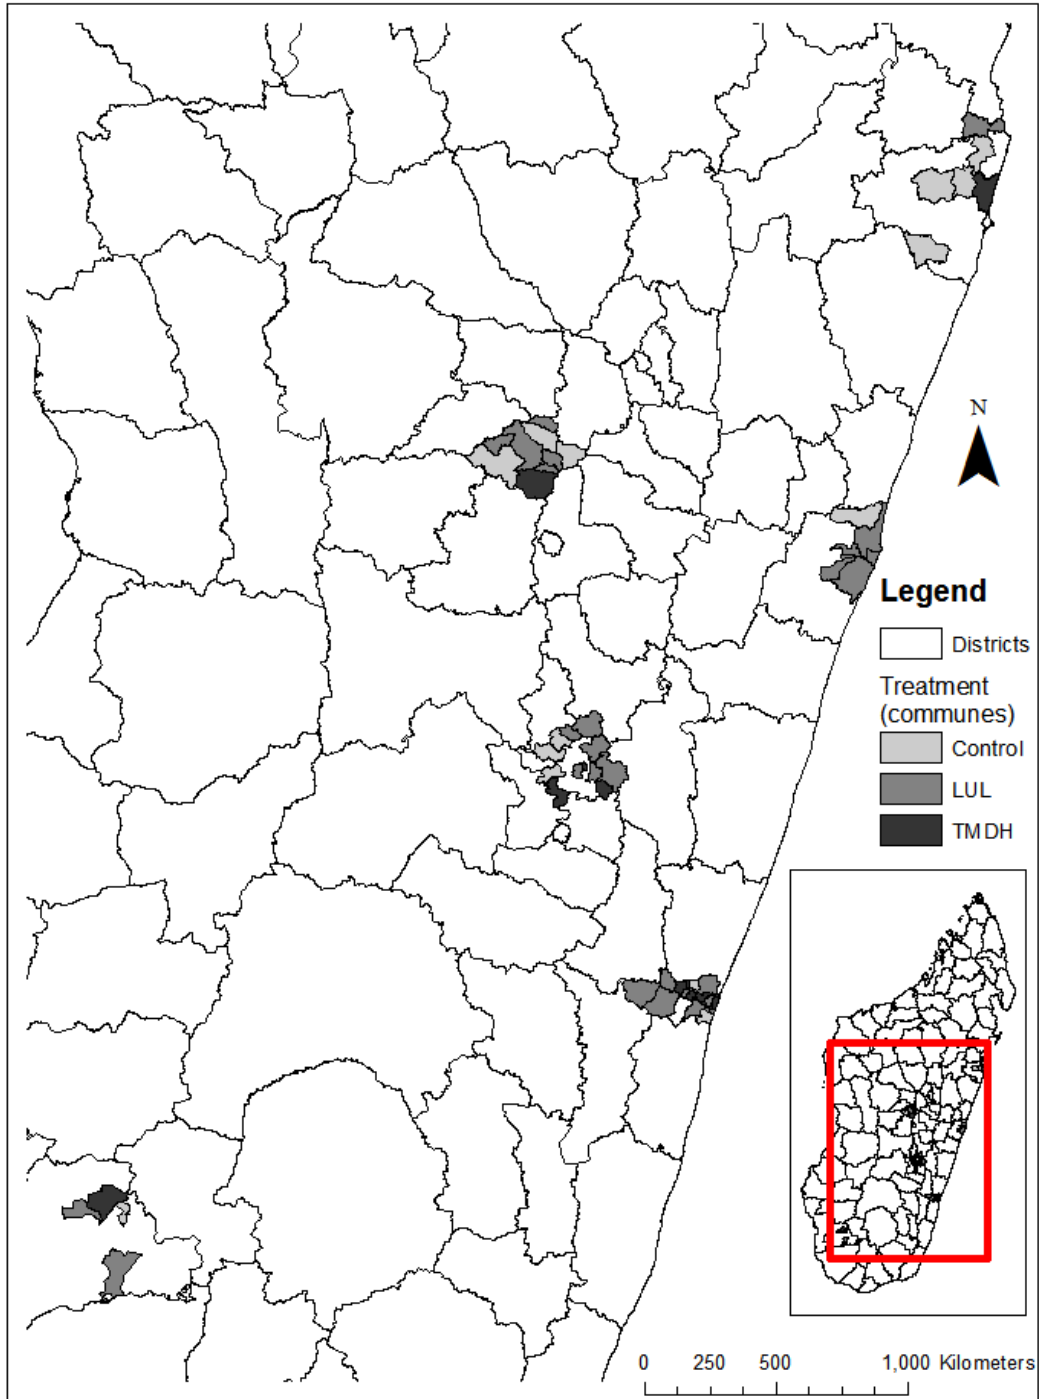 N
Legend
Districts
Treatment
(communes)
Control
LUL
TMDH
0 250 500 1,000 Kilometers